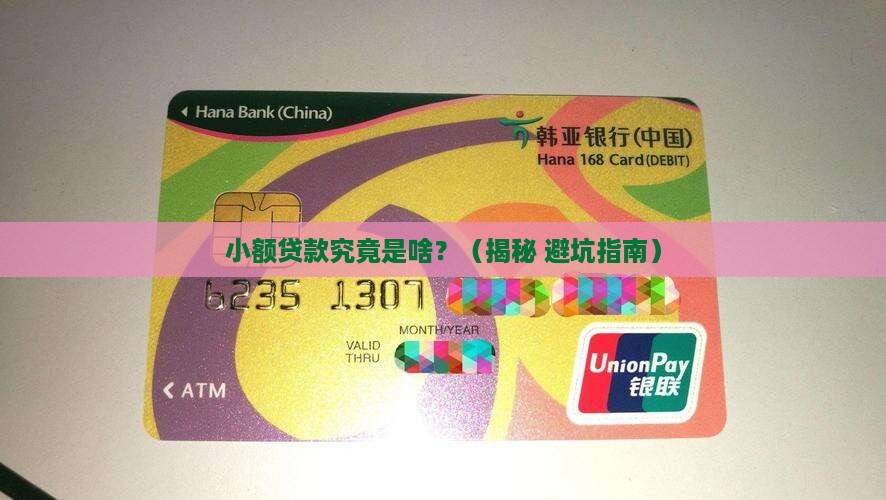 Hana Bank (China)
韩亚银行(中国)
Hana 168 Card(DEBIT)
小额贷款究竟是啥？（揭秘 避坑指南）
6235 1307
MONTH/YEAR
VALID
THRU
UnionPay
银联
ATM